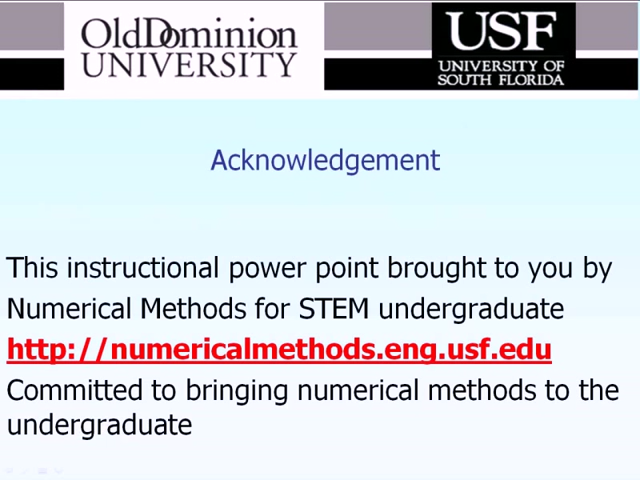 OldDominion
UNIVERSITY
USF
UNIVERSITY OF
SOUTH FLORIDA
Acknowledgement
This instructional power point brought to you by
Numerical Methods for STEM undergraduate
http://numericalmethods.eng.usf.edu
Committed to bringing numerical methods to the
undergraduate